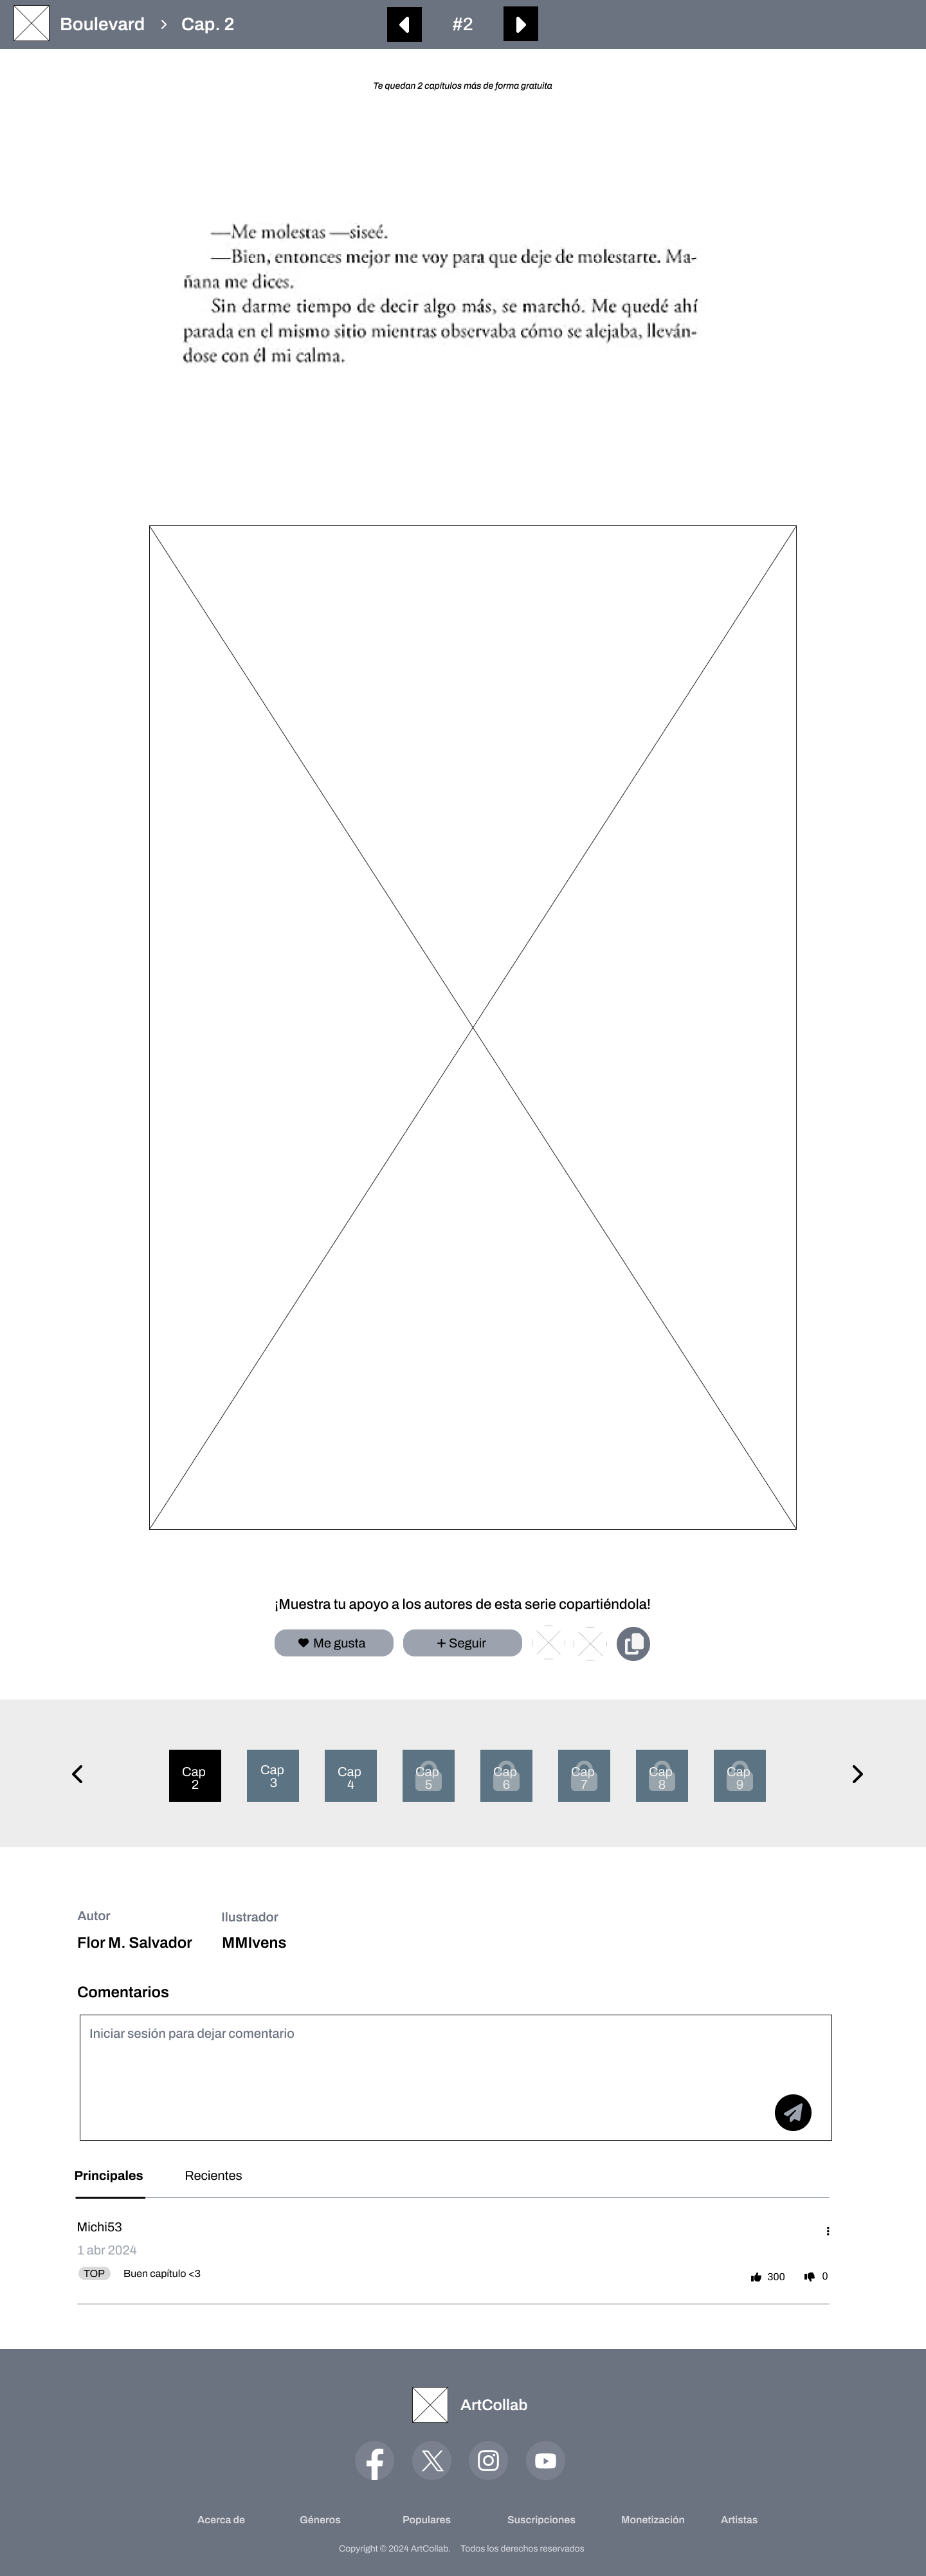 Boulevard > Cap. 2 #2
Te quedan 2 capítulos más de forma gratuita
—Me molestas —siseé.
—Bien, entonces mejor me voy para que deje de molestarte. Ma-
ñana me dices.
Sin darme tiempo de decir algo más, se marchó. Me quedé ahí
parada en el mismo sitio mientras observaba cómo se alejaba, lleván-
dose con él mi calma.
¡Muestra tu apoyo a los autores de esta serie copartiéndola!
Me gusta + Seguir
Cap 2
Cap 3
Cap 4
Cap 5
Cap 6
Cap 7
Cap 8
Cap 9
Autor Ilustrador
Flor M. Salvador MMIvens
Comentarios
Iniciar sesión para dejar comentario
Principales Recientes
Michi53
1 abr 2024
TOP Buen capítulo <3 300 0
ArtCollab
Acerca de Géneros Populares Suscripciones Monetización Artistas
Copyright © 2024 ArtCollab. Todos los derechos reservados